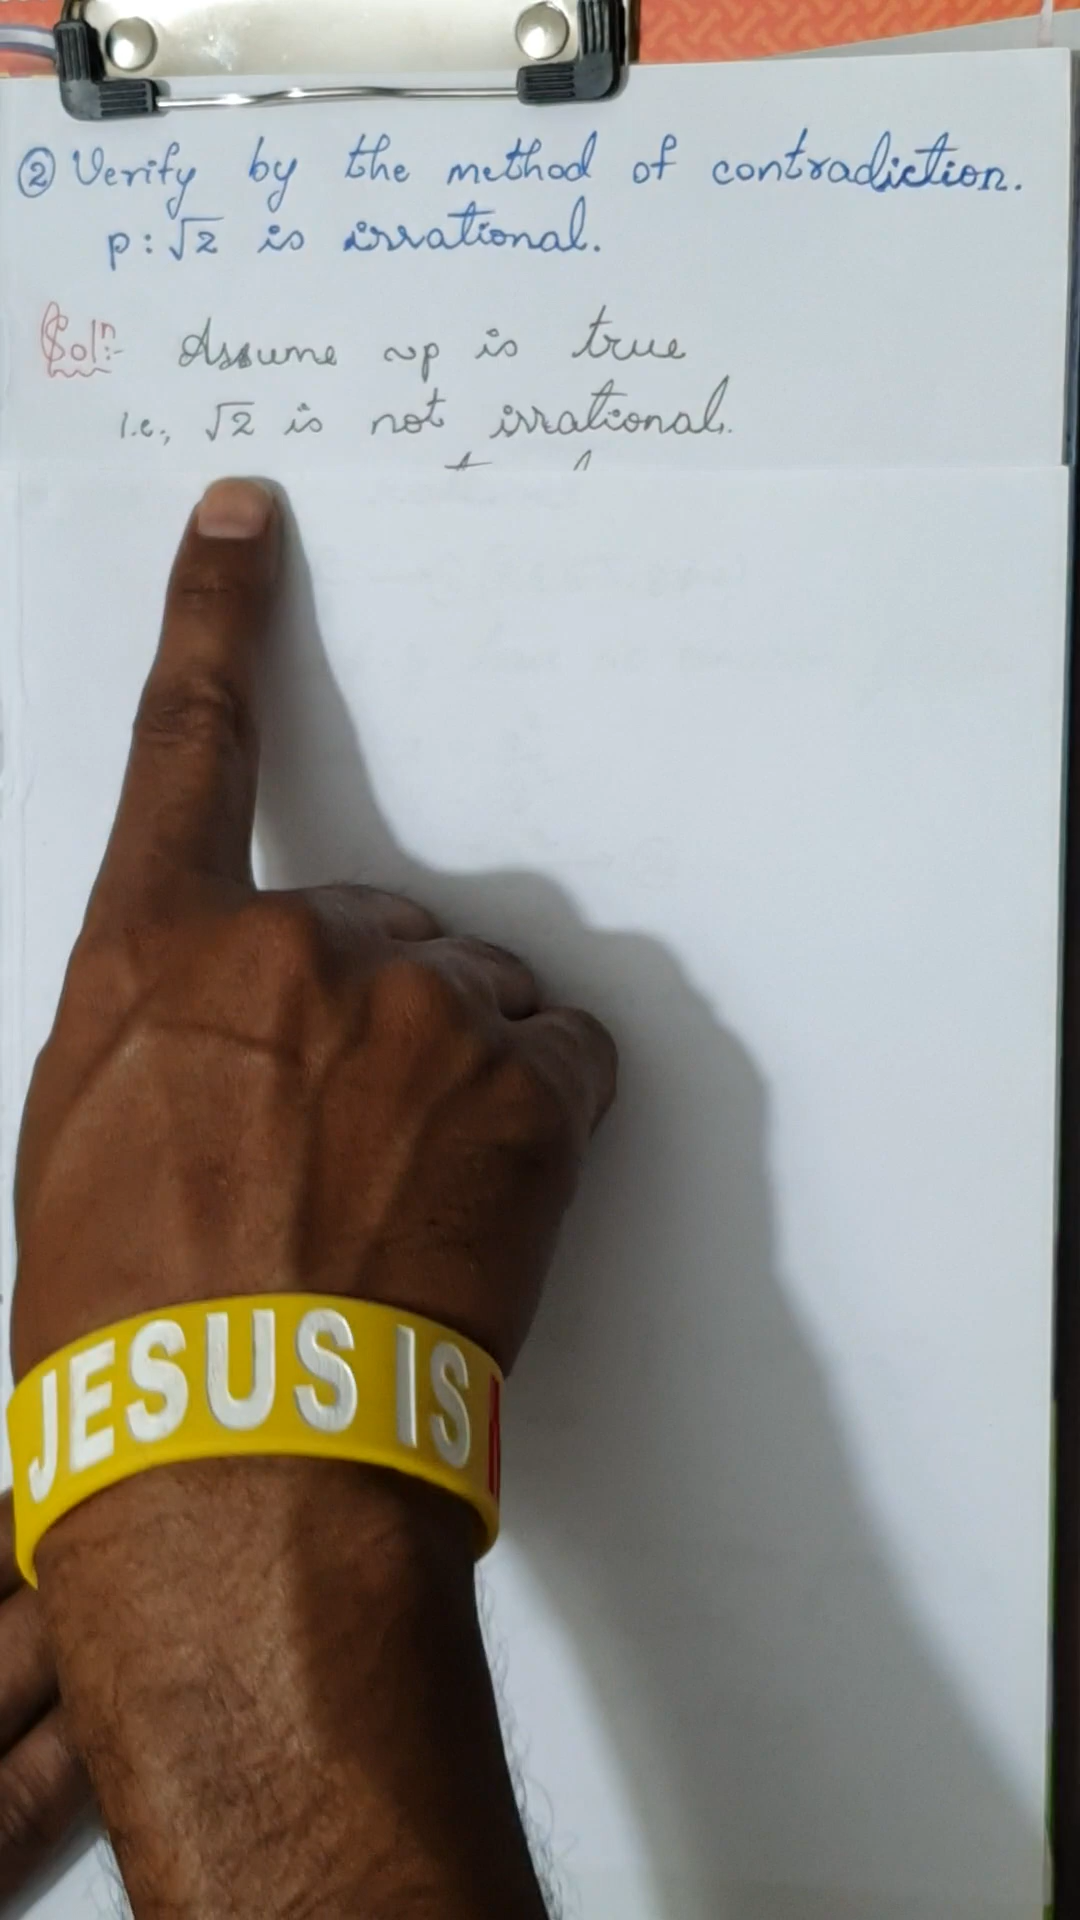 ② Verify by the method of contradiction.
p: √2 is irrational.
Solⁿ:- Assume ~p is true
i.e., √2 is not irrational.
JESUS IS